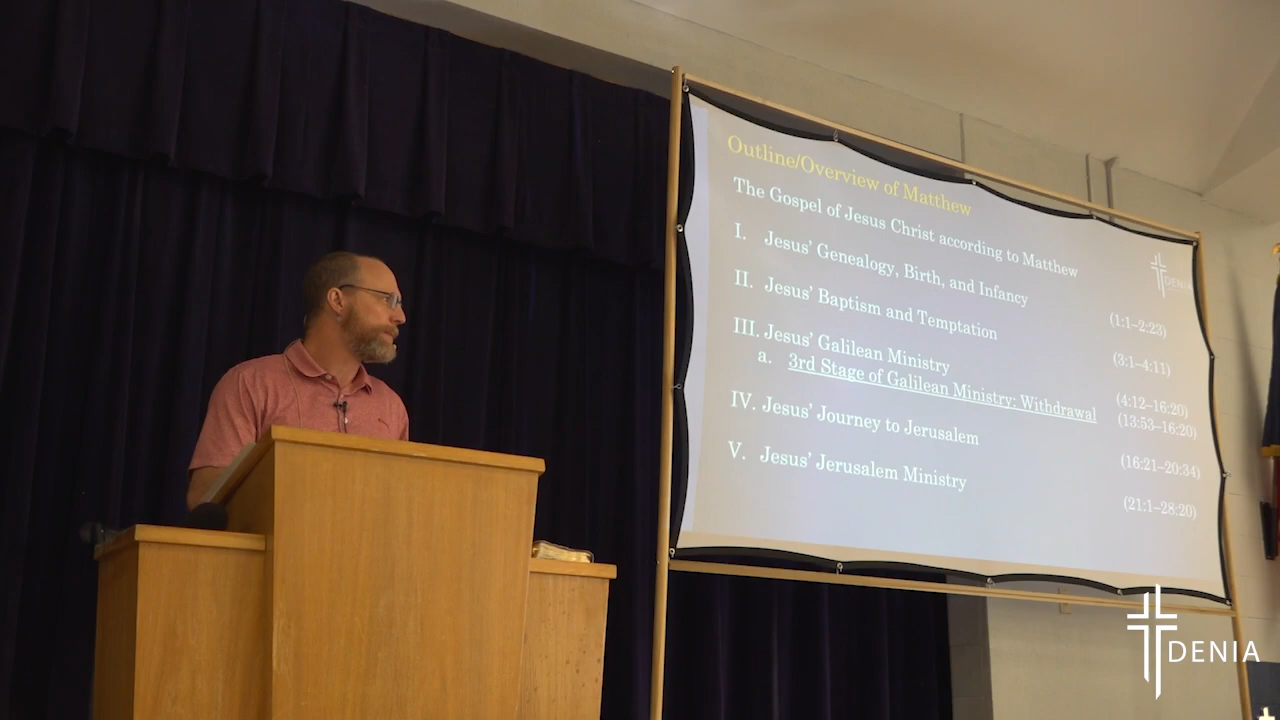 Outline/Overview of Matthew
The Gospel of Jesus Christ according to Matthew
I. Jesus' Genealogy, Birth, and Infancy (1:1–2:23)
II. Jesus' Baptism and Temptation (3:1–4:11)
III. Jesus' Galilean Ministry (4:12–16:20)
a. 3rd Stage of Galilean Ministry: Withdrawal (13:53–16:20)
IV. Jesus' Journey to Jerusalem (16:21–20:34)
V. Jesus' Jerusalem Ministry (21:1–28:20)
DENIA
DENIA